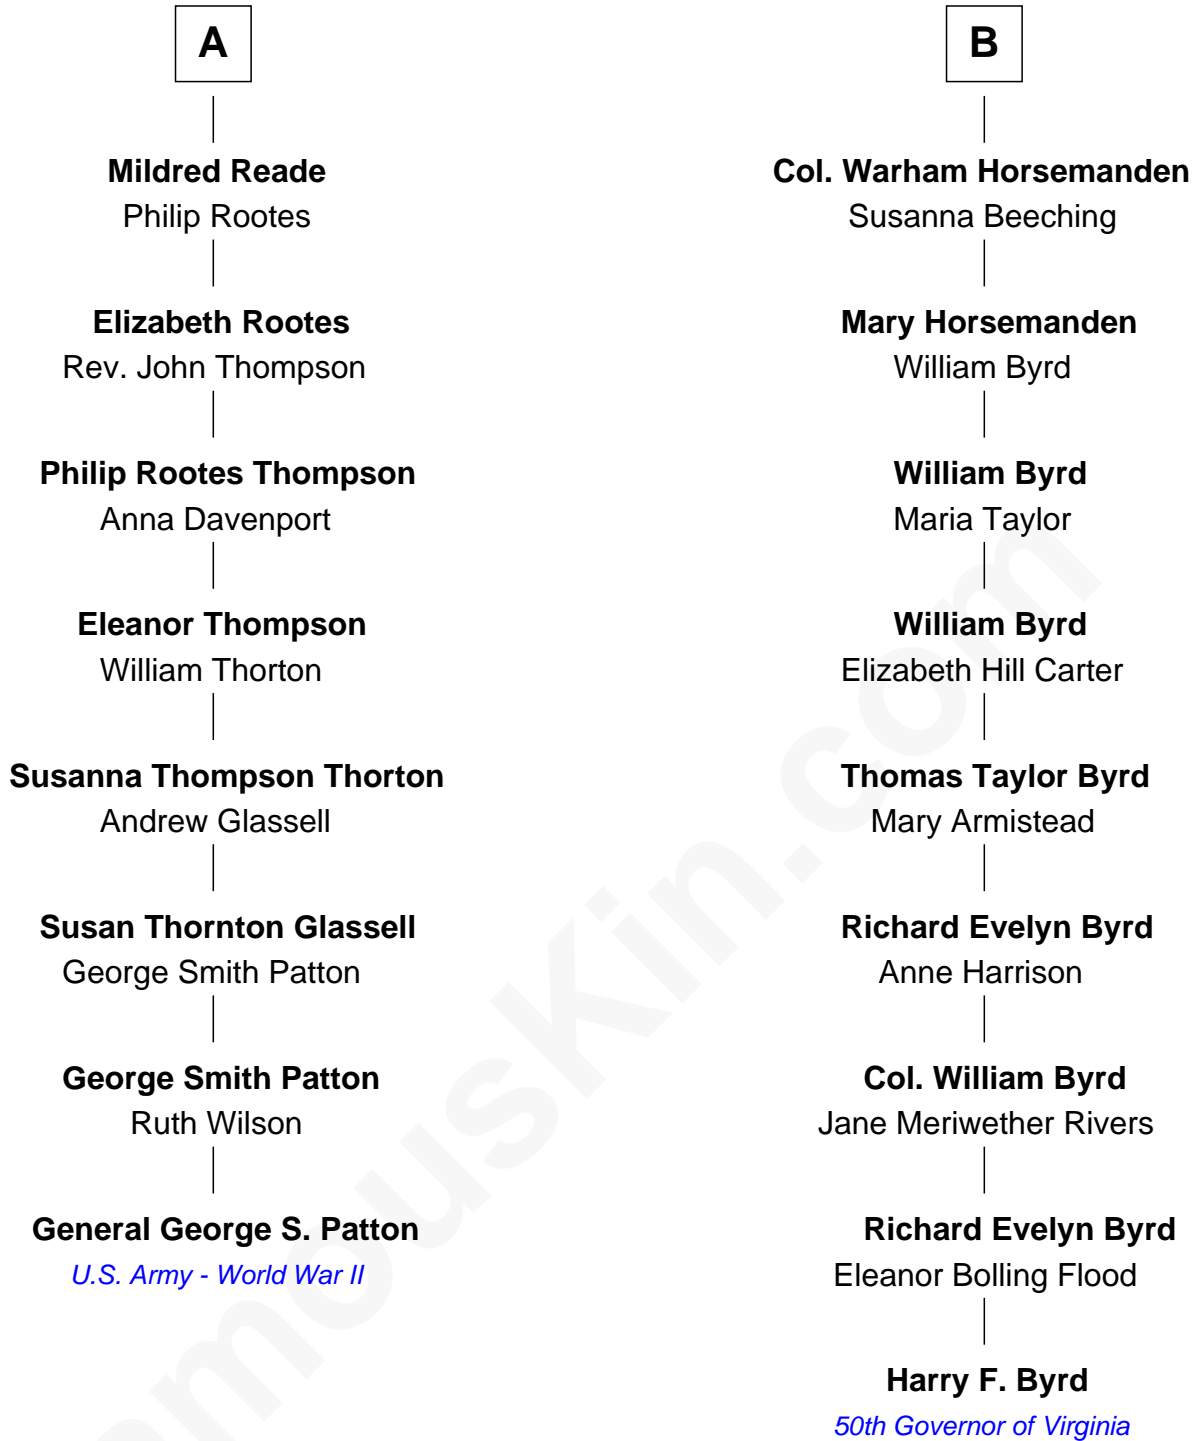 A
Mildred Reade
Philip Rootes
Elizabeth Rootes
Rev. John Thompson
Philip Rootes Thompson
Anna Davenport
Eleanor Thompson
William Thorton
Susanna Thompson Thorton
Andrew Glassell
Susan Thornton Glassell
George Smith Patton
George Smith Patton
Ruth Wilson
General George S. Patton
U.S. Army - World War II
B
Col. Warham Horsemanden
Susanna Beeching
Mary Horsemanden
William Byrd
William Byrd
Maria Taylor
William Byrd
Elizabeth Hill Carter
Thomas Taylor Byrd
Mary Armistead
Richard Evelyn Byrd
Anne Harrison
Col. William Byrd
Jane Meriwether Rivers
Richard Evelyn Byrd
Eleanor Bolling Flood
Harry F. Byrd
50th Governor of Virginia
amousKin.com